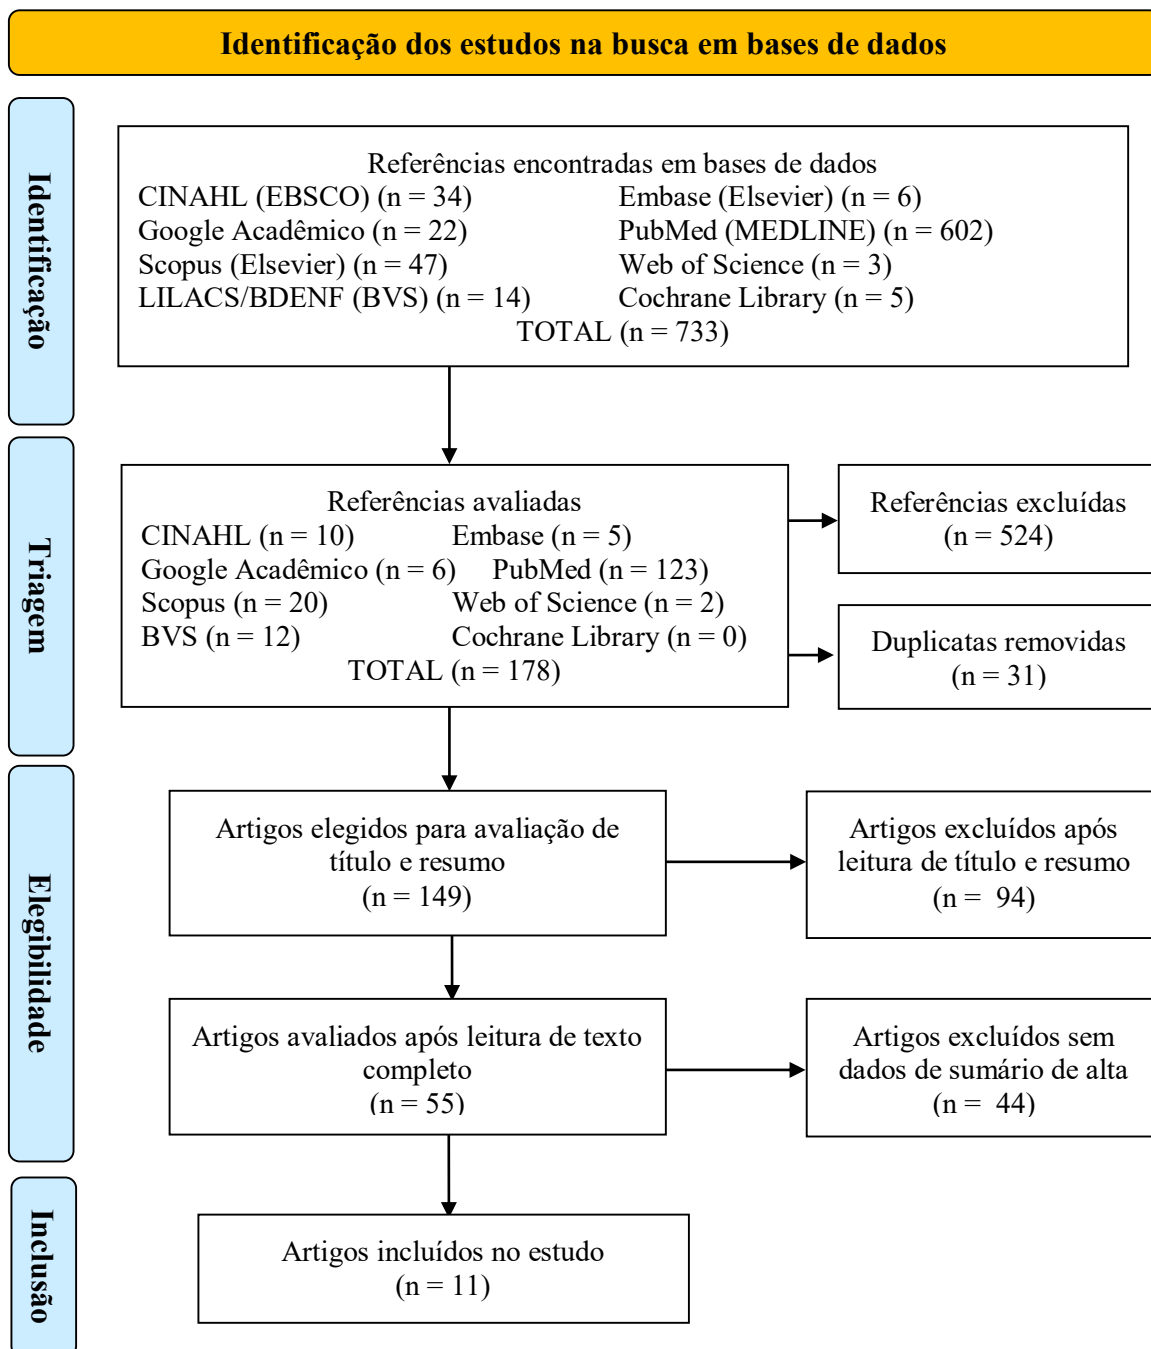 Identificação dos estudos na busca em bases de dados
Identificação
Referências encontradas em bases de dados
CINAHL (EBSCO) (n = 34) Embase (Elsevier) (n = 6)
Google Acadêmico (n = 22) PubMed (MEDLINE) (n = 602)
Scopus (Elsevier) (n = 47) Web of Science (n = 3)
LILACS/BDENF (BVS) (n = 14) Cochrane Library (n = 5)
TOTAL (n = 733)
Triagem
Referências avaliadas
CINAHL (n = 10) Embase (n = 5)
Google Acadêmico (n = 6) PubMed (n = 123)
Scopus (n = 20) Web of Science (n = 2)
BVS (n = 12) Cochrane Library (n = 0)
TOTAL (n = 178)
Referências excluídas
(n = 524)
Duplicatas removidas
(n = 31)
Elegibilidade
Artigos elegidos para avaliação de
título e resumo
(n = 149)
Artigos excluídos após
leitura de título e resumo
(n = 94)
Artigos avaliados após leitura de texto
completo
(n = 55)
Artigos excluídos sem
dados de sumário de alta
(n = 44)
Inclusão
Artigos incluídos no estudo
(n = 11)